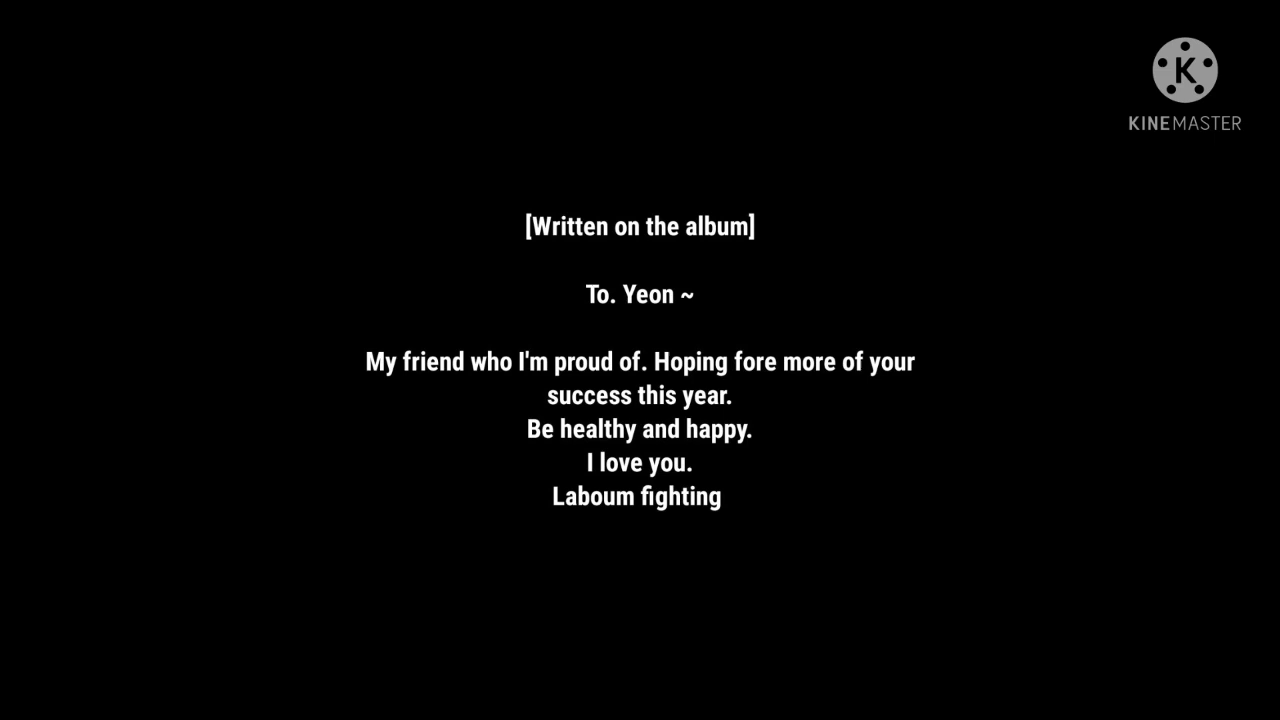 K
KINEMASTER
[Written on the album]
To. Yeon ~
My friend who I'm proud of. Hoping fore more of your
success this year.
Be healthy and happy.
I love you.
Laboum fighting